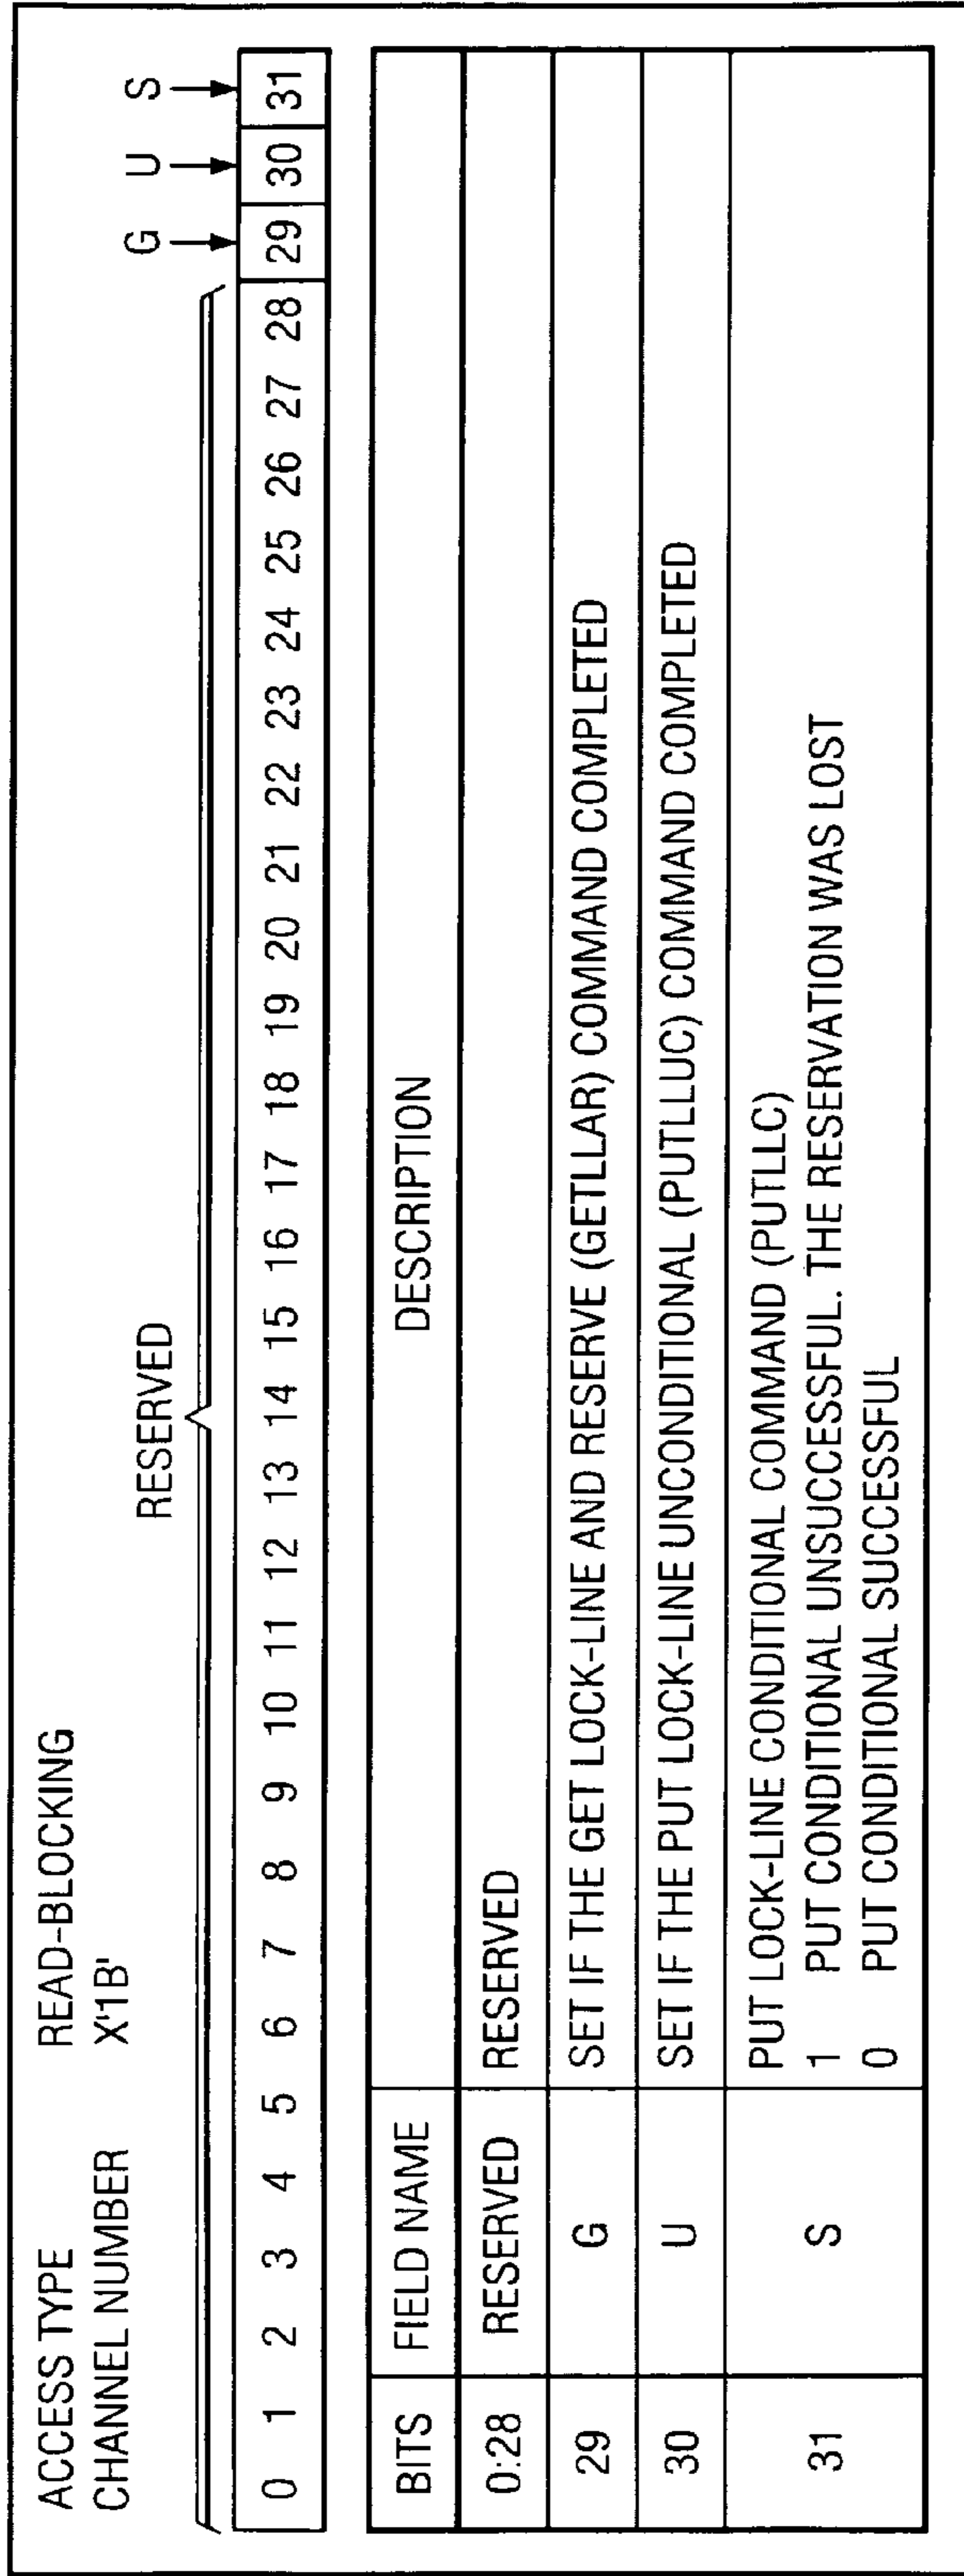 ACCESS TYPE READ-BLOCKING
CHANNEL NUMBER X'1B'
RESERVED G U S
0 1 2 3 4 5 6 7 8 9 10 11 12 13 14 15 16 17 18 19 20 21 22 23 24 25 26 27 28 29 30 31
BITS FIELD NAME DESCRIPTION
0:28 RESERVED RESERVED
29 G SET IF THE GET LOCK-LINE AND RESERVE (GETLLAR) COMMAND COMPLETED
30 U SET IF THE PUT LOCK-LINE UNCONDITIONAL (PUTLLUC) COMMAND COMPLETED
31 S PUT LOCK-LINE CONDITIONAL COMMAND (PUTLLC)
1 PUT CONDITIONAL UNSUCCESSFUL. THE RESERVATION WAS LOST
0 PUT CONDITIONAL SUCCESSFUL